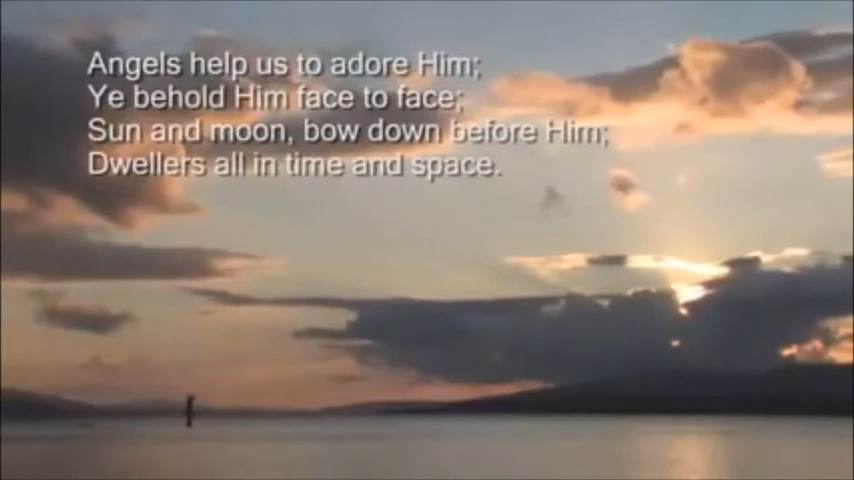 Angels help us to adore Him;
Ye behold Him face to face;
Sun and moon, bow down before Him;
Dwellers all in time and space.